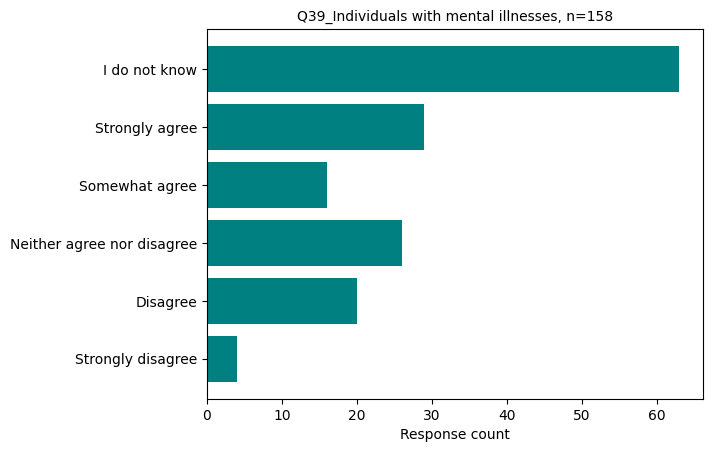 Q39_Individuals with mental illnesses, n=158
I do not know
Strongly agree
Somewhat agree
Neither agree nor disagree
Disagree
Strongly disagree
0 10 20 30 40 50 60
Response count